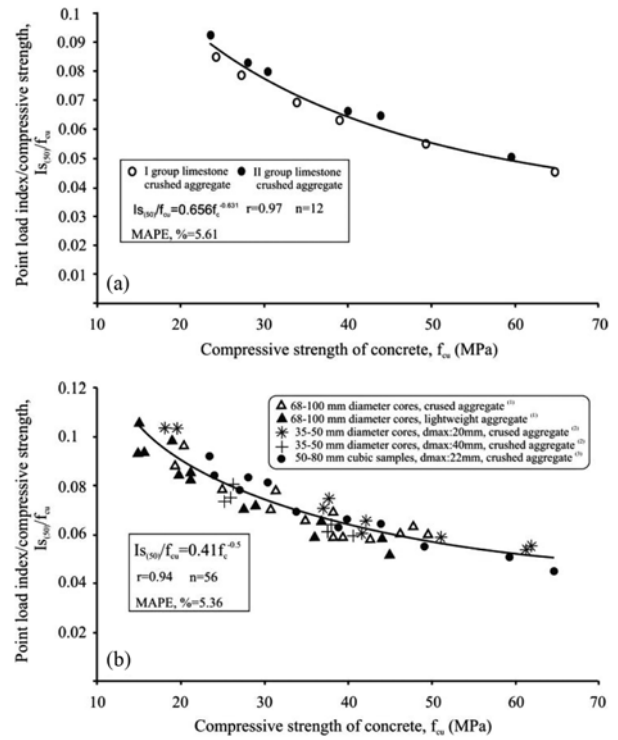 Point load index/compressive strength,
Is(50)/fcu
0.1
0.09
0.08
0.07
0.06
0.05
0.04
0.03
0.02
0.01
I group limestone crushed aggregate
II group limestone crushed aggregate
Is(50)/fcu=0.656fc^-0.631 r=0.97 n=12
MAPE, %=5.61
(a)
10 20 30 40 50 60 70
Compressive strength of concrete, fcu (MPa)
Point load index/compressive strength,
Is(50)/fcu
0.12
0.1
0.08
0.06
0.04
0.02
68-100 mm diameter cores, crused aggregate (1)
68-100 mm diameter cores, lightweight aggregate (1)
35-50 mm diameter cores, dmax:20mm, crused aggregate (2)
35-50 mm diameter cores, dmax:40mm, crushed aggregate (2)
50-80 mm cubic samples, dmax:22mm, crushed aggregate (3)
Is(50)/fcu=0.41fc^-0.5
r=0.94 n=56
MAPE, %=5.36
(b)
10 20 30 40 50 60 70
Compressive strength of concrete, fcu (MPa)